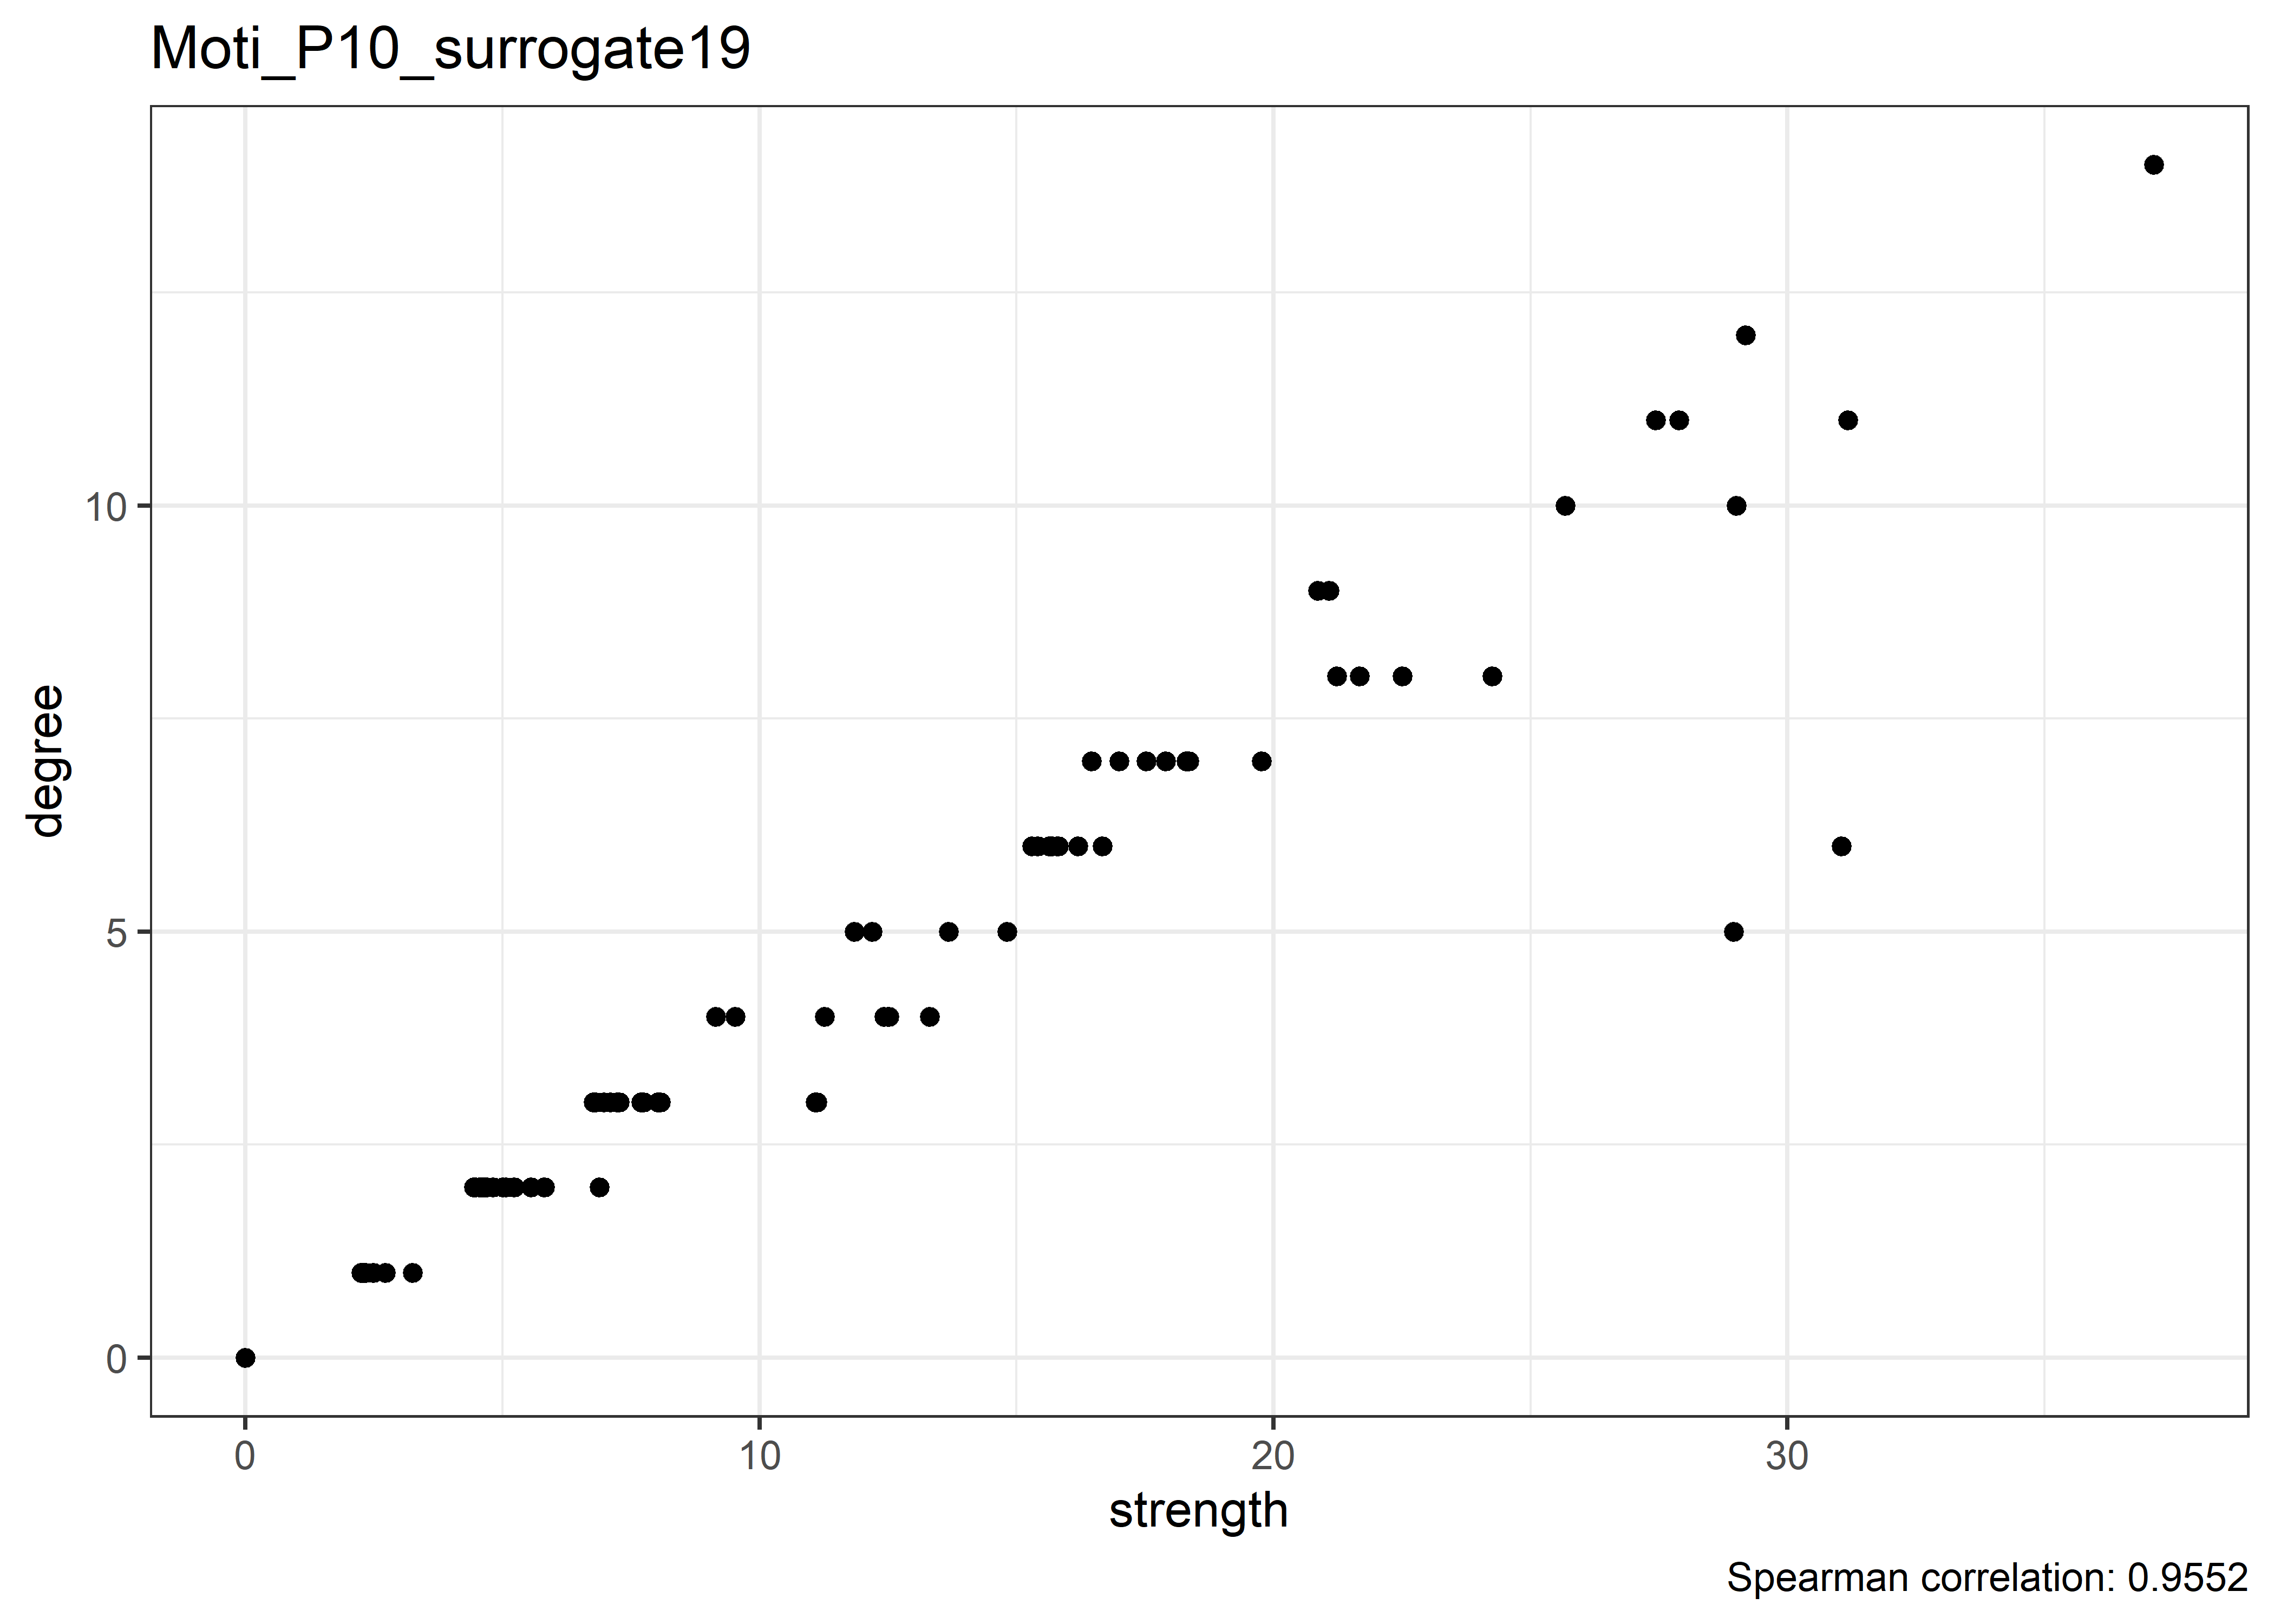 Moti_P10_surrogate19
degree
10
5
0
0 10 20 30
strength
Spearman correlation: 0.9552